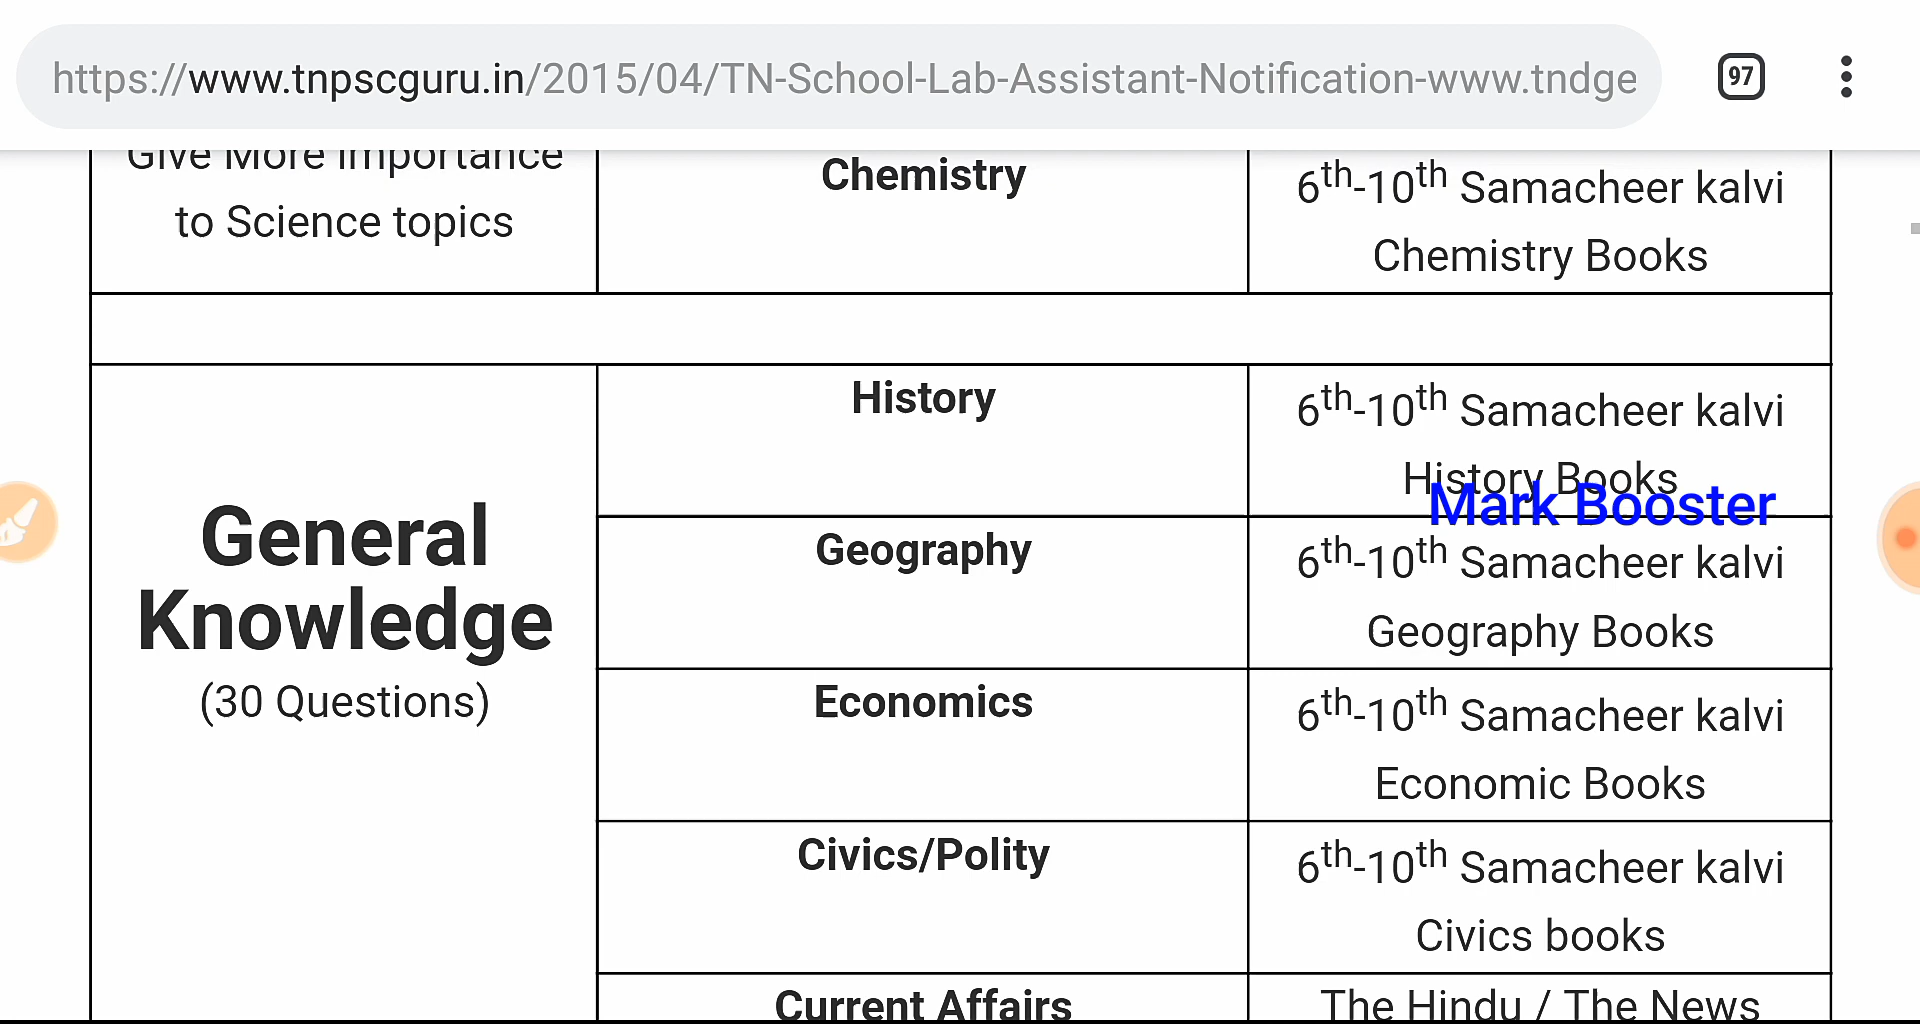 https://www.tnpscguru.in/2015/04/TN-School-Lab-Assistant-Notification-www.tndge
97
Give More Importance
to Science topics
Chemistry
6th-10th Samacheer kalvi
Chemistry Books
General
Knowledge
(30 Questions)
History
6th-10th Samacheer kalvi
History Books
Mark Booster
Geography
6th-10th Samacheer kalvi
Geography Books
Economics
6th-10th Samacheer kalvi
Economic Books
Civics/Polity
6th-10th Samacheer kalvi
Civics books
Current Affairs
The Hindu / The News